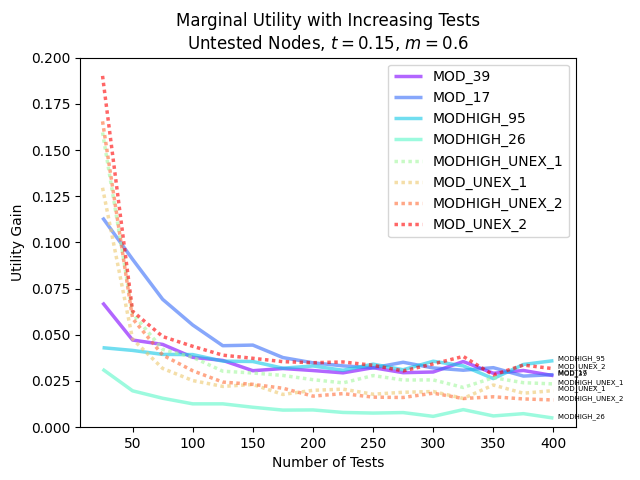 Marginal Utility with Increasing Tests
Untested Nodes, t = 0.15, m = 0.6
Utility Gain
0.200
0.175
0.150
0.125
0.100
0.075
0.050
0.025
0.000
MOD_39
MOD_17
MODHIGH_95
MODHIGH_26
MODHIGH_UNEX_1
MOD_UNEX_1
MODHIGH_UNEX_2
MOD_UNEX_2
MODHIGH_95
MOD_UNEX_2
MODHIGH_UNEX_1
MOD_UNEX_1
MODHIGH_UNEX_2
MODHIGH_26
50 100 150 200 250 300 350 400
Number of Tests